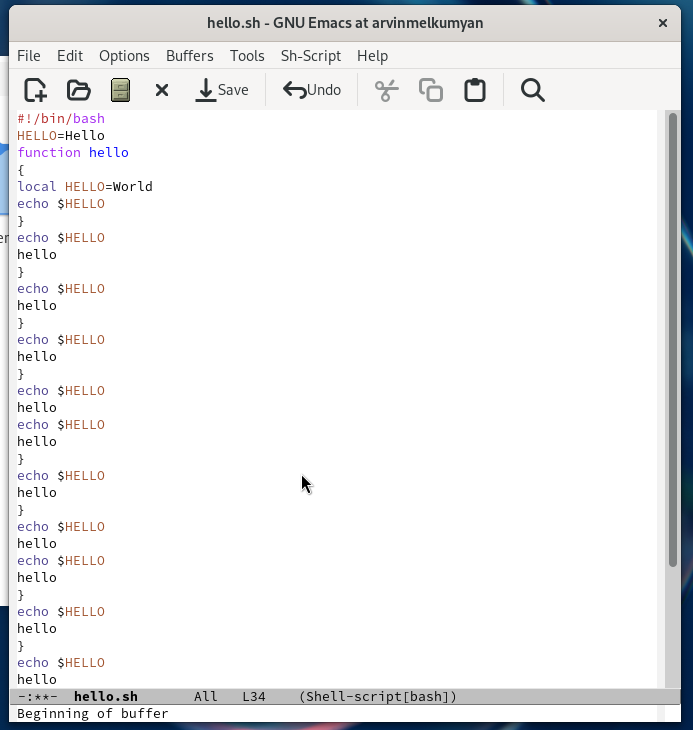 hello.sh - GNU Emacs at arvinmelkumyan
File Edit Options Buffers Tools Sh-Script Help
Save Undo
#!/bin/bash
HELLO=Hello
function hello
{
local HELLO=World
echo $HELLO
}
echo $HELLO
hello
}
echo $HELLO
hello
}
echo $HELLO
hello
}
echo $HELLO
hello
echo $HELLO
hello
}
echo $HELLO
hello
}
echo $HELLO
hello
echo $HELLO
hello
}
echo $HELLO
hello
}
echo $HELLO
hello
-:**- hello.sh All L34 (Shell-script[bash])
Beginning of buffer